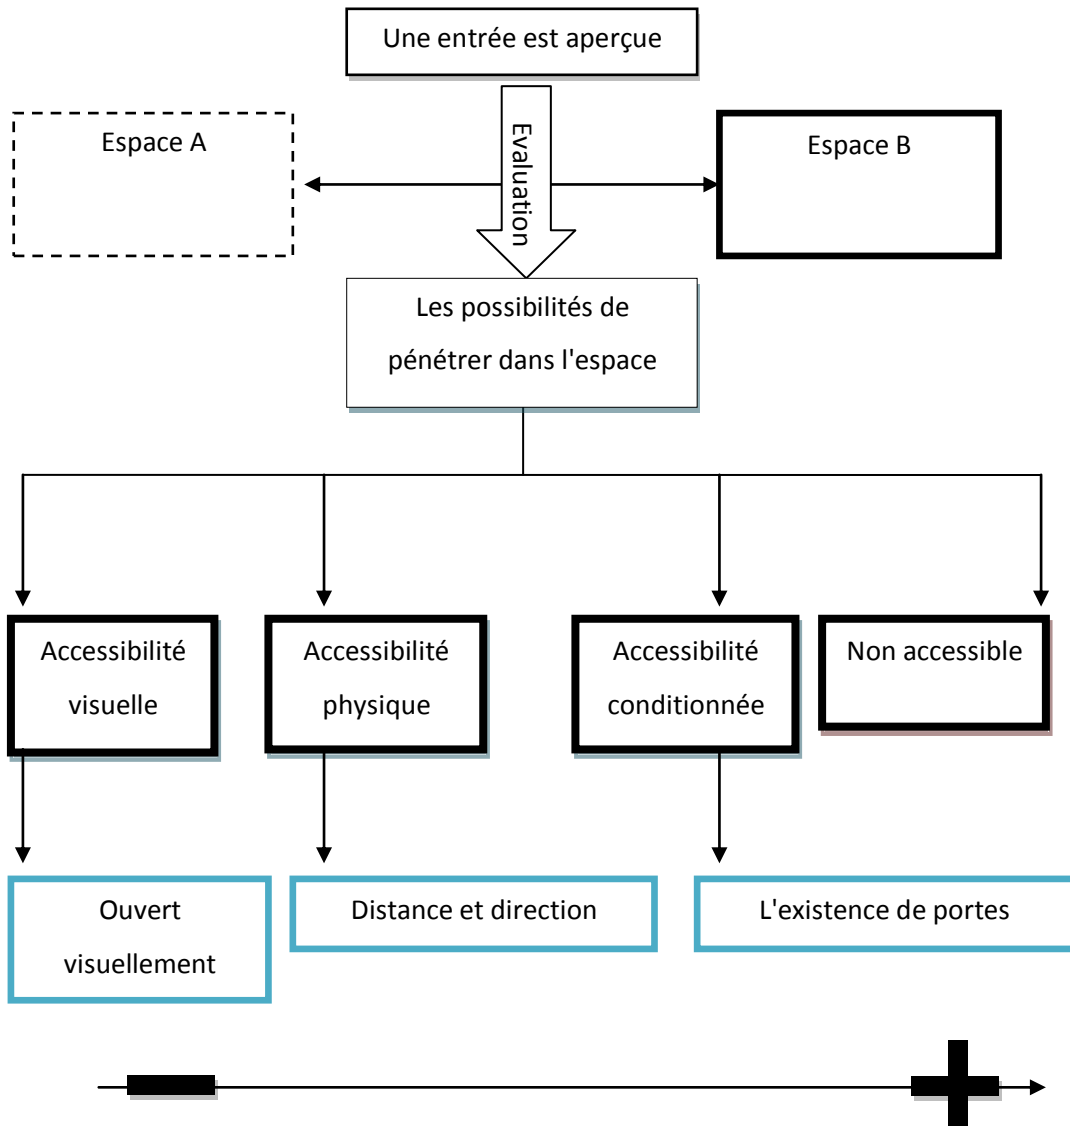 Une entrée est aperçue
Espace A
Evaluation
Espace B
Les possibilités de
pénétrer dans l'espace
Accessibilité
visuelle
Accessibilité
physique
Accessibilité
conditionnée
Non accessible
Ouvert
visuellement
Distance et direction
L'existence de portes